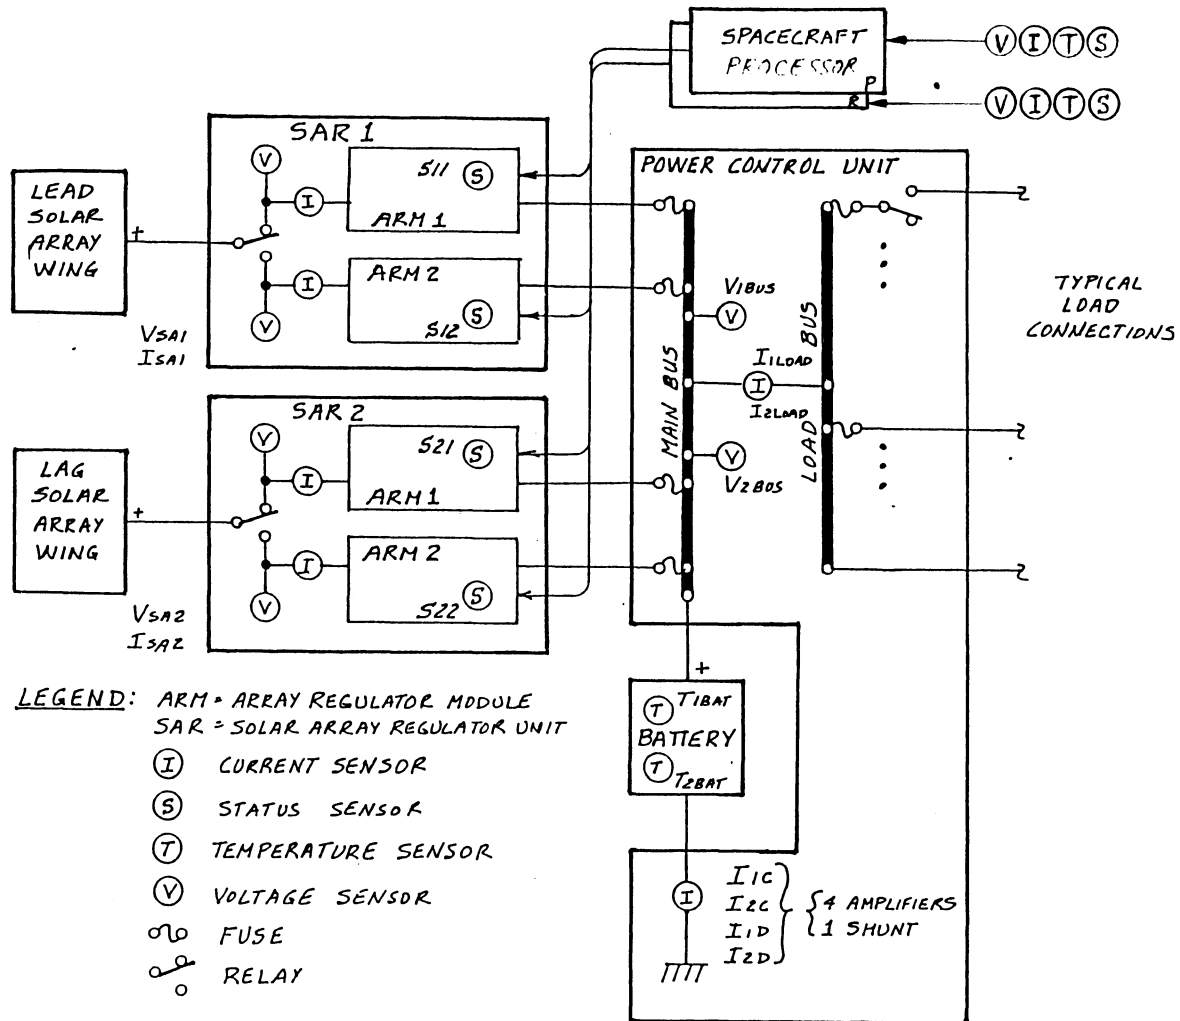 SPACECRAFT
PROCESSOR
P
R
V I T S
V I T S
SAR 1
V
I
S11 S
ARM 1
ARM 2
I
S12 S
V
LEAD
SOLAR
ARRAY
WING
+
VSA1
ISA1
SAR 2
V
I
S21 S
ARM 1
ARM 2
I
S22 S
V
LAG
SOLAR
ARRAY
WING
+
VSA2
ISA2
POWER CONTROL UNIT
MAIN BUS
V1BUS
V
I1LOAD
I
I2LOAD
V
V2BUS
LOAD BUS
TYPICAL
LOAD
CONNECTIONS
+
T T1BAT
BATTERY
T T2BAT
I
I1C
I2C
I1D
I2D
4 AMPLIFIERS
1 SHUNT
LEGEND: ARM = ARRAY REGULATOR MODULE
SAR = SOLAR ARRAY REGULATOR UNIT
I CURRENT SENSOR
S STATUS SENSOR
T TEMPERATURE SENSOR
V VOLTAGE SENSOR
FUSE
RELAY